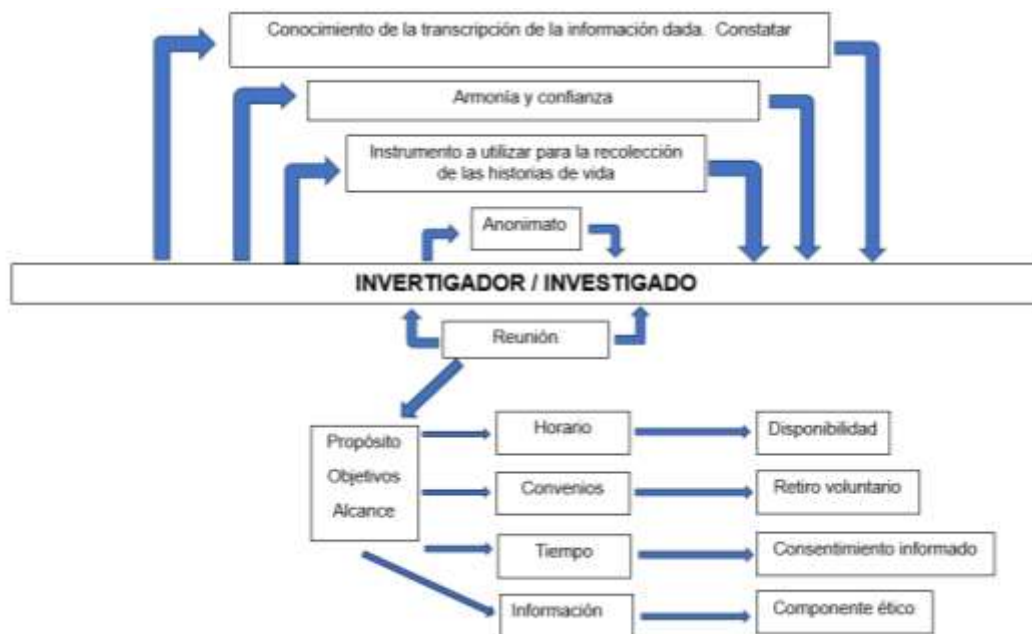 Conocimiento de la transcripción de la información dada.  Constatar
Armonía y confianza
Instrumento a utilizar para la recolección
de las historias de vida
Anonimato
INVERTIGADOR / INVESTIGADO
Reunión
Propósito
Objetivos
Alcance
Horario
Disponibilidad
Convenios
Retiro voluntario
Tiempo
Consentimiento informado
Información
Componente ético